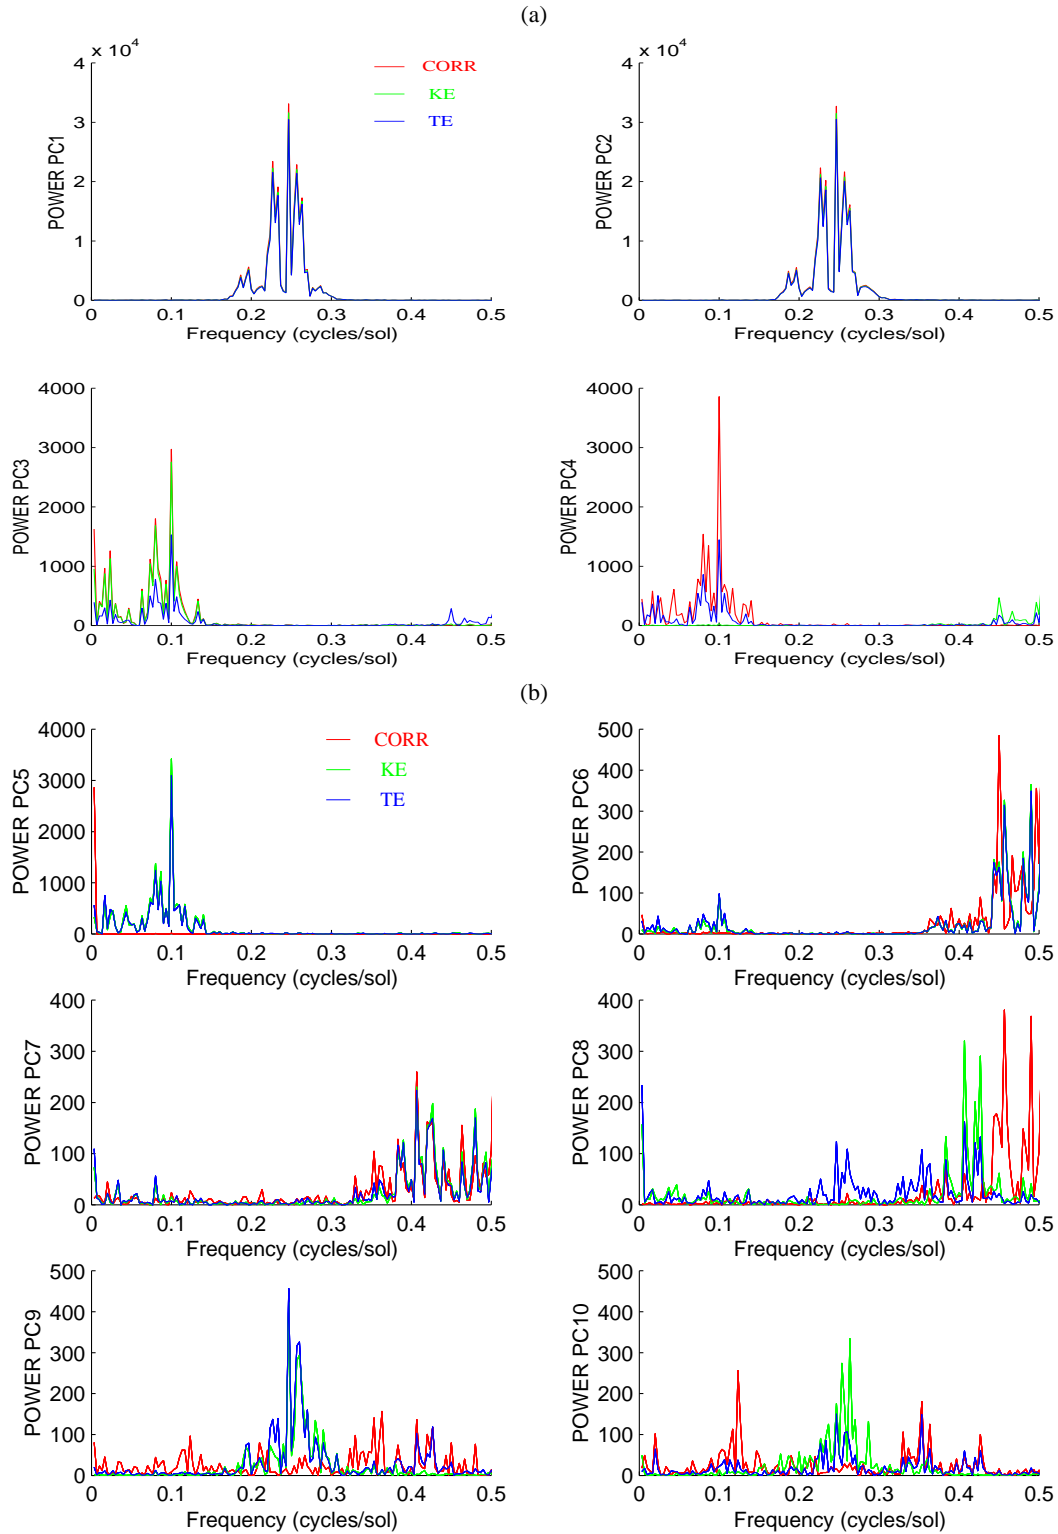 (a)
x 10^4
4
3
2
1
0
POWER PC1
CORR
KE
TE
0 0.1 0.2 0.3 0.4 0.5
Frequency (cycles/sol)
x 10^4
4
3
2
1
0
POWER PC2
0 0.1 0.2 0.3 0.4 0.5
Frequency (cycles/sol)
4000
3000
2000
1000
0
POWER PC3
0 0.1 0.2 0.3 0.4 0.5
Frequency (cycles/sol)
4000
3000
2000
1000
0
POWER PC4
0 0.1 0.2 0.3 0.4 0.5
Frequency (cycles/sol)
(b)
4000
3000
2000
1000
0
POWER PC5
CORR
KE
TE
0 0.1 0.2 0.3 0.4 0.5
Frequency (cycles/sol)
500
400
300
200
100
0
POWER PC6
0 0.1 0.2 0.3 0.4 0.5
Frequency (cycles/sol)
400
300
200
100
0
POWER PC7
0 0.1 0.2 0.3 0.4 0.5
Frequency (cycles/sol)
400
300
200
100
0
POWER PC8
0 0.1 0.2 0.3 0.4 0.5
Frequency (cycles/sol)
500
400
300
200
100
0
POWER PC9
0 0.1 0.2 0.3 0.4 0.5
Frequency (cycles/sol)
500
400
300
200
100
0
POWER PC10
0 0.1 0.2 0.3 0.4 0.5
Frequency (cycles/sol)